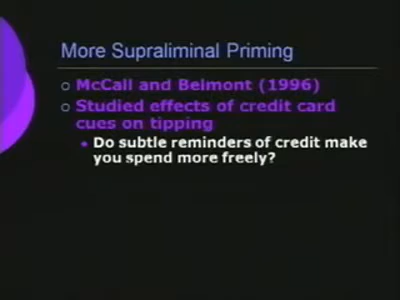 More Supraliminal Priming
McCall and Belmont (1996)
Studied effects of credit card
cues on tipping
Do subtle reminders of credit make
you spend more freely?